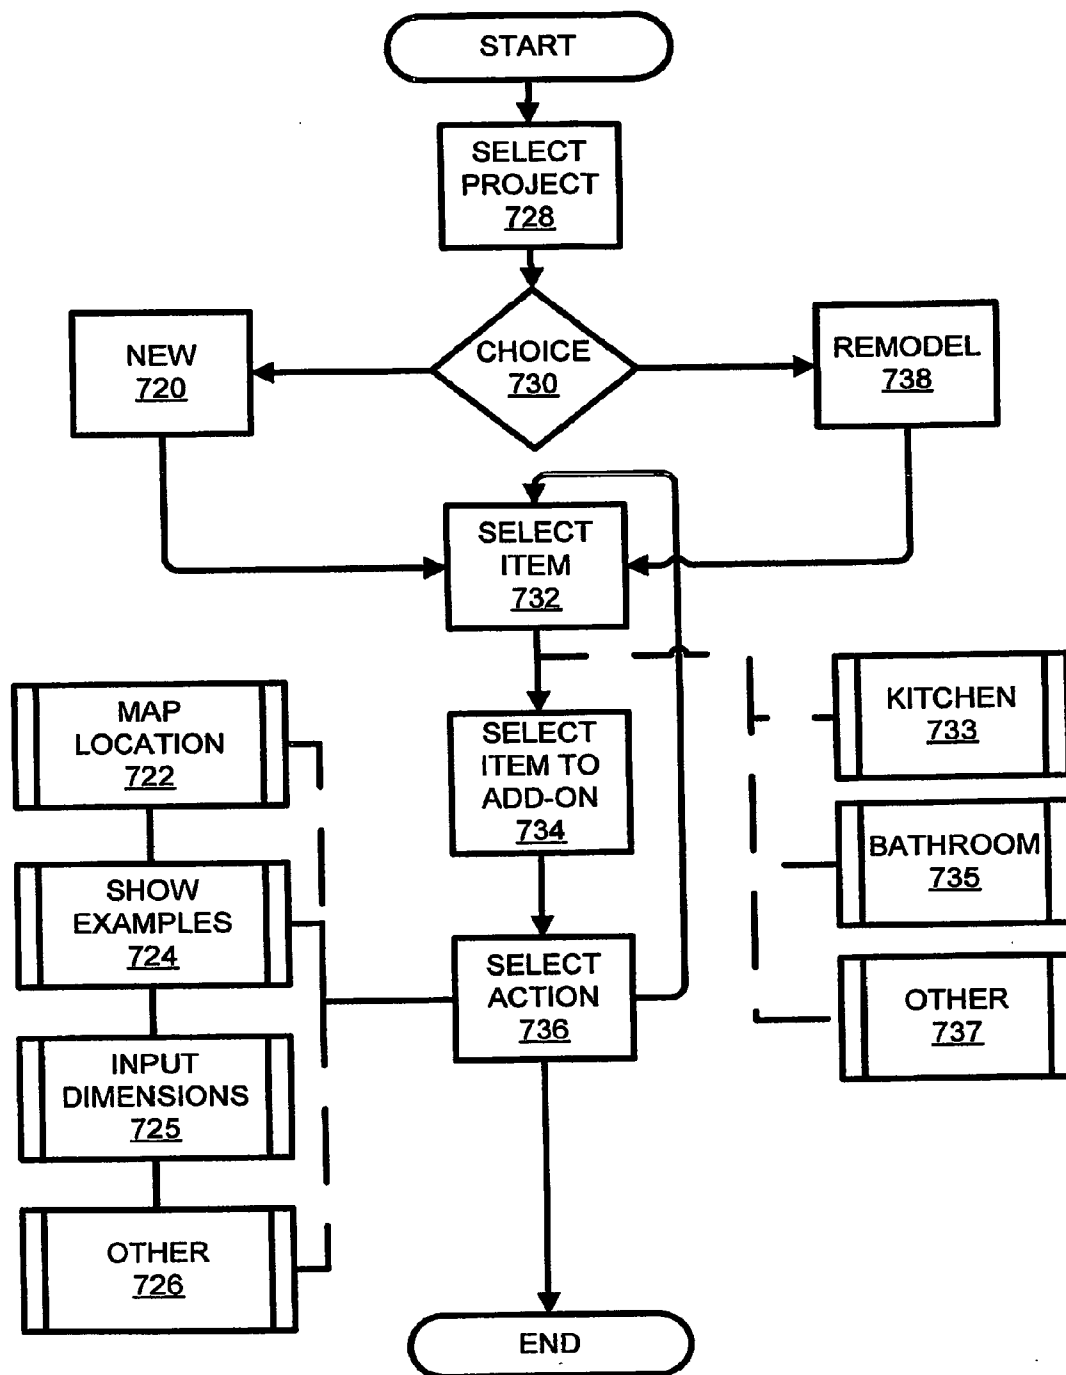 START
SELECT
PROJECT
728
CHOICE
730
NEW
720
REMODEL
738
SELECT
ITEM
732
SELECT
ITEM TO
ADD-ON
734
SELECT
ACTION
736
MAP
LOCATION
722
SHOW
EXAMPLES
724
INPUT
DIMENSIONS
725
OTHER
726
KITCHEN
733
BATHROOM
735
OTHER
737
END